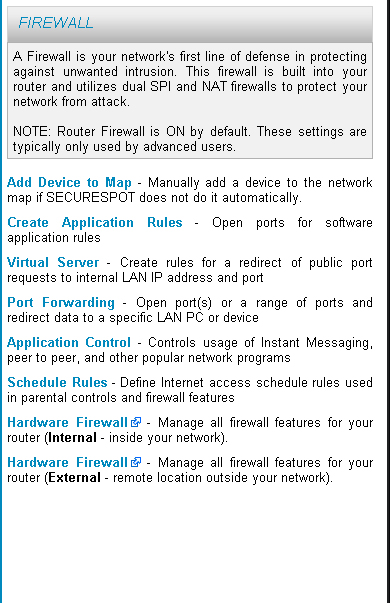 FIREWALL
A Firewall is your network's first line of defense in protecting
against unwanted intrusion. This firewall is built into your
router and utilizes dual SPI and NAT firewalls to protect your
network from attack.
NOTE: Router Firewall is ON by default. These settings are
typically only used by advanced users.
Add Device to Map - Manually add a device to the network
map if SECURESPOT does not do it automatically.
Create Application Rules - Open ports for software
application rules
Virtual Server - Create rules for a redirect of public port
requests to internal LAN IP address and port
Port Forwarding - Open port(s) or a range of ports and
redirect data to a specific LAN PC or device
Application Control - Controls usage of Instant Messaging,
peer to peer, and other popular network programs
Schedule Rules - Define Internet access schedule rules used
in parental controls and firewall features
Hardware Firewall - Manage all firewall features for your
router (Internal - inside your network).
Hardware Firewall - Manage all firewall features for your
router (External - remote location outside your network).